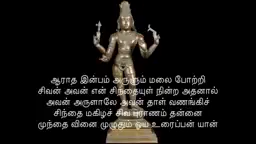 ஆராத இன்பம் அருளும் மலை போற்றி
சிவன் அவன் என் சிந்தையுள் நின்ற அதனால்
அவன் அருளாலே அவன் தாள் வணங்கிச்
சிந்தை மகிழச் சிவ புராணம் தன்னை
முந்தை வினை முழுதும் ஓய உரைப்பன் யான்